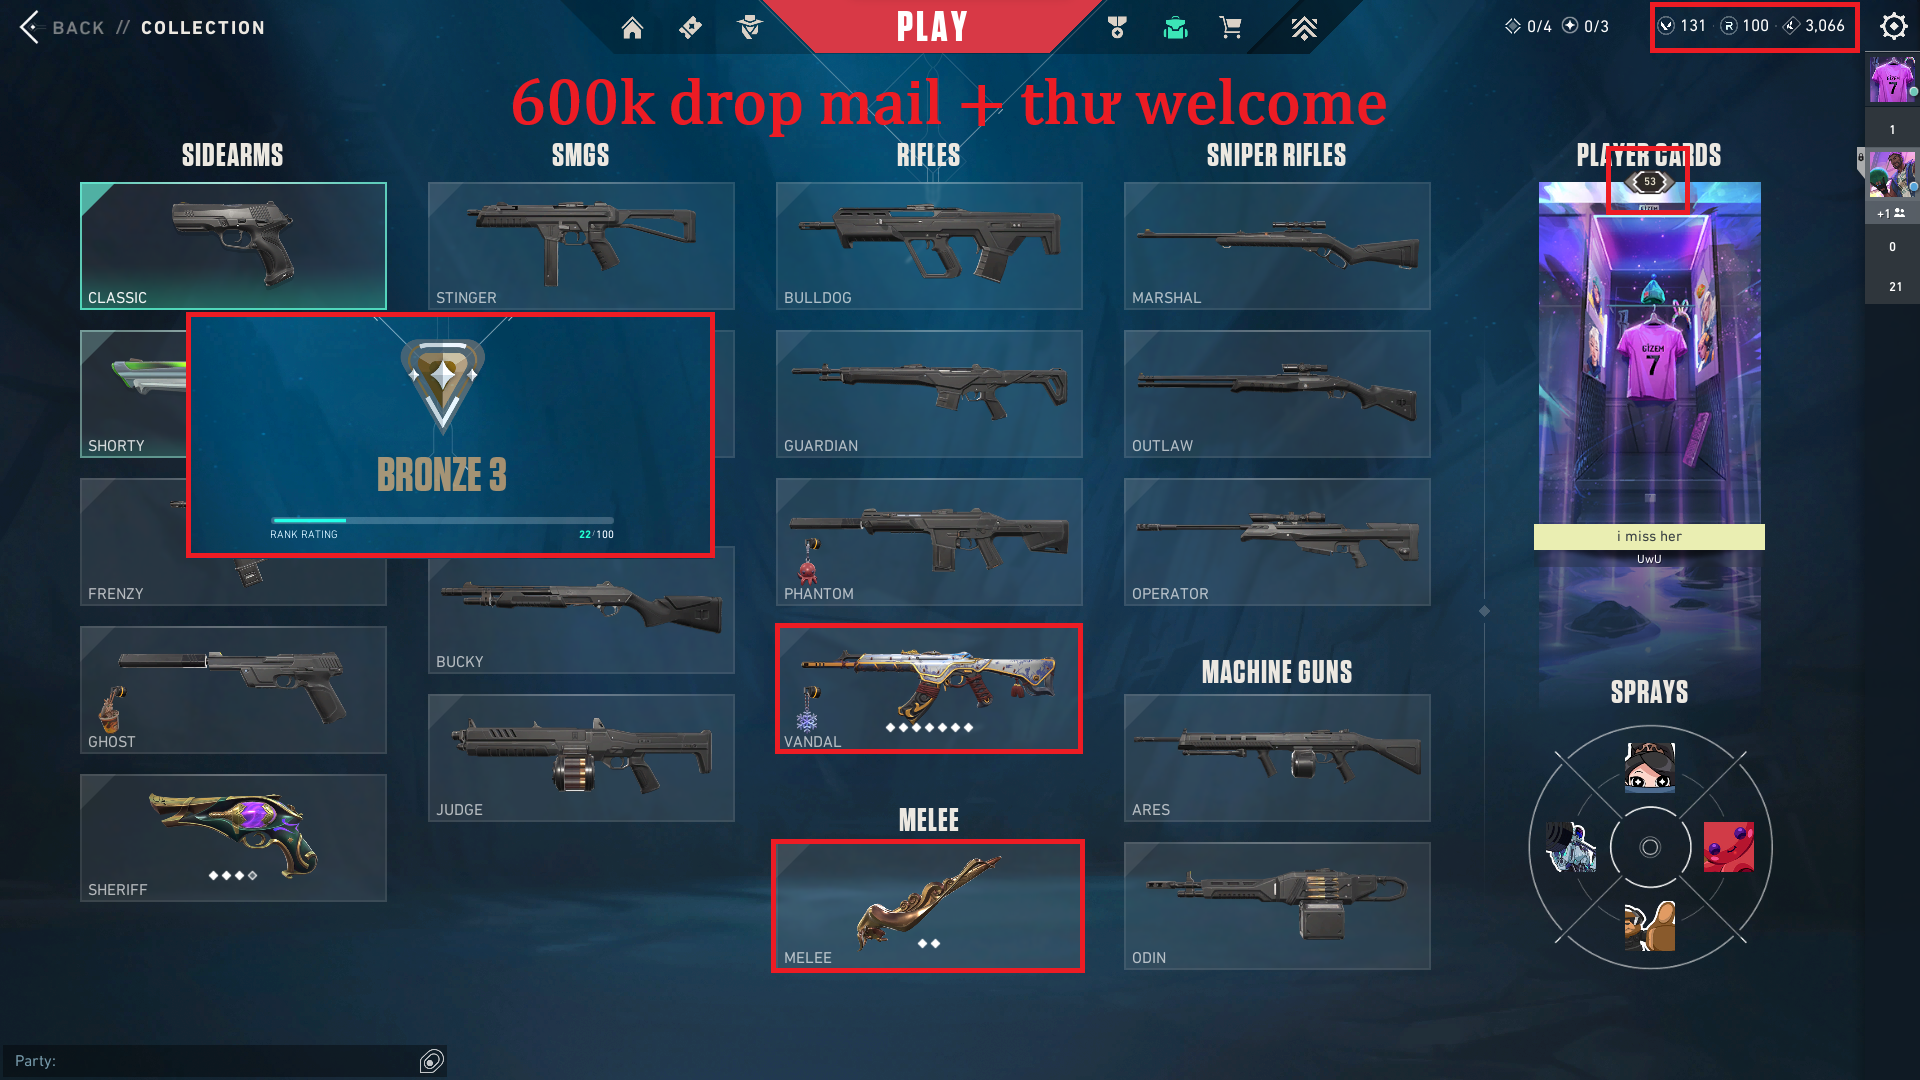 BACK // COLLECTION
PLAY
0/4 0/3
131 100 3,066
600k drop mail + thư welcome
SIDEARMS
SMGS
RIFLES
SNIPER RIFLES
PLAYER CARDS
53
CLASSIC
STINGER
BULLDOG
MARSHAL
SHORTY
GUARDIAN
OUTLAW
BRONZE 3
RANK RATING
22/100
FRENZY
PHANTOM
OPERATOR
GIZEM
7
i miss her
UwU
GHOST
BUCKY
VANDAL
MACHINE GUNS
SPRAYS
SHERIFF
JUDGE
MELEE
ARES
MELEE
ODIN
1
+1
0
21
Party: